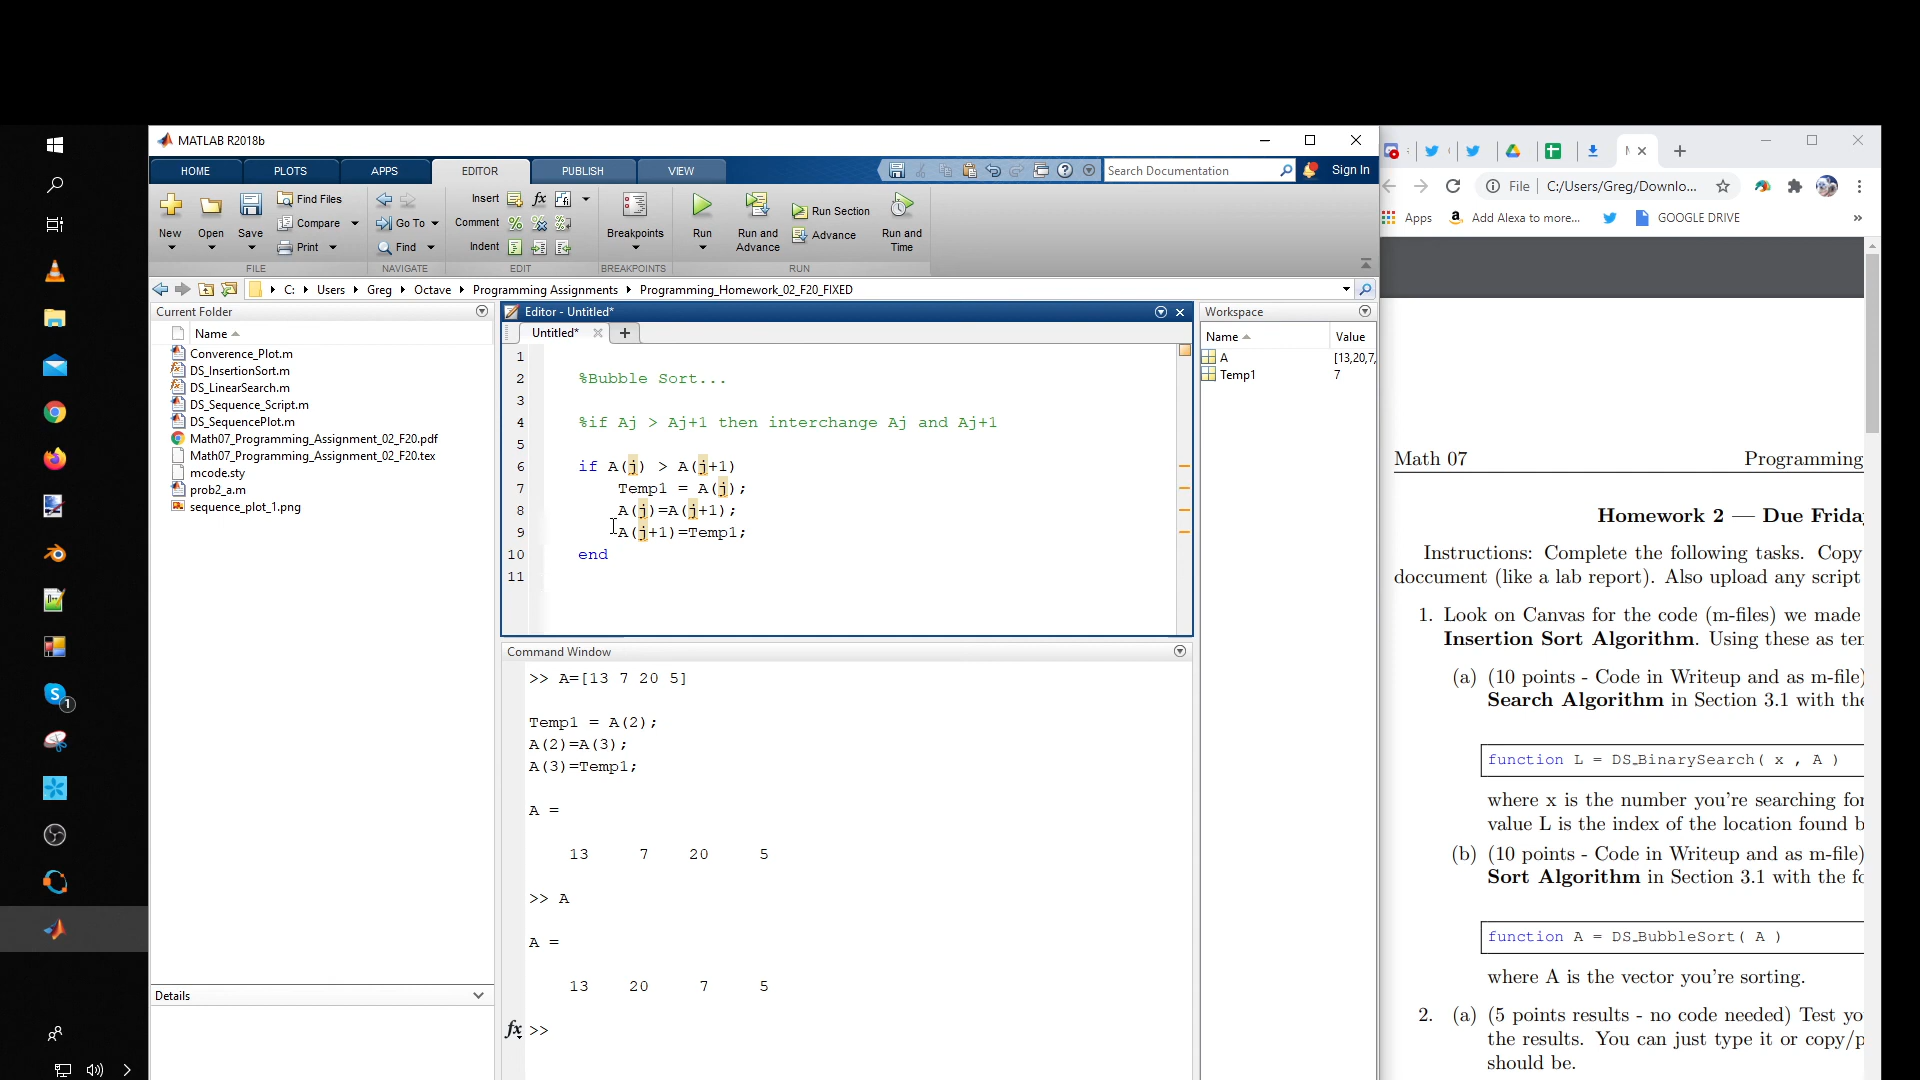 MATLAB R2018b
HOME PLOTS APPS EDITOR PUBLISH VIEW
Search Documentation
Sign In
New
Open
Save
Find Files
Compare
Print
Go To
Find
Insert
Comment
Indent
fx
Breakpoints
Run
Run and Advance
Run Section
Advance
Run and Time
FILE NAVIGATE EDIT BREAKPOINTS RUN
C: Users Greg Octave Programming Assignments Programming_Homework_02_F20_FIXED
Current Folder
Name
Converence_Plot.m
DS_InsertionSort.m
DS_LinearSearch.m
DS_Sequence_Script.m
DS_SequencePlot.m
Math07_Programming_Assignment_02_F20.pdf
Math07_Programming_Assignment_02_F20.tex
mcode.sty
prob2_a.m
sequence_plot_1.png
Details
Editor - Untitled*
Untitled*
1
2 %Bubble Sort...
3
4 %if Aj > Aj+1 then interchange Aj and Aj+1
5
6 if A(j) > A(j+1)
7 Temp1 = A(j);
8 A(j)=A(j+1);
9 A(j+1)=Temp1;
10 end
11
Command Window
>> A=[13 7 20 5]
Temp1 = A(2);
A(2)=A(3);
A(3)=Temp1;
A =
13 7 20 5
>> A
A =
13 20 7 5
fx >>
Workspace
Name Value
A [13,20,7,
Temp1 7
File C:/Users/Greg/Downlo...
Apps Add Alexa to more... GOOGLE DRIVE »
Math 07 Programming
Homework 2 — Due Frida
Instructions: Complete the following tasks. Copy
doccument (like a lab report). Also upload any script
1. Look on Canvas for the code (m-files) we made
Insertion Sort Algorithm. Using these as
(a) (10 points - Code in Writeup and as m-file)
Search Algorithm in Section 3.1 with the
function L = DS_BinarySearch( x , A )
where x is the number you're searching for
value L is the index of the location found b
(b) (10 points - Code in Writeup and as m-file)
Sort Algorithm in Section 3.1 with the fo
function A = DS_BubbleSort( A )
where A is the vector you're sorting.
2. (a) (5 points results - no code needed) Test yo
the results. You can just type it or copy/p
should be.
1